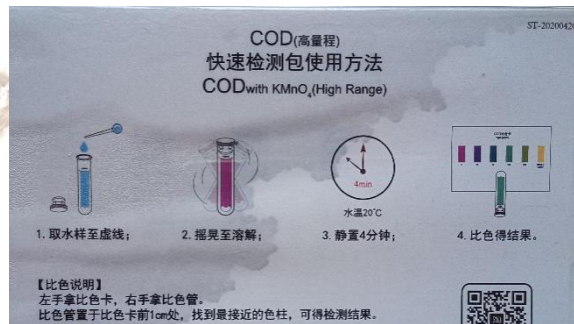 ST-2020042
COD(高量程)
快速检测包使用方法
CODwith KMnO₄(High Range)
4min
水温20℃
1. 取水样至虚线；
2. 摇晃至溶解；
3. 静置4分钟；
4. 比色得结果。
【比色说明】
左手拿比色卡，右手拿比色管。
比色管置于比色卡前1cm处，找到最接近的色柱，可得检测结果。